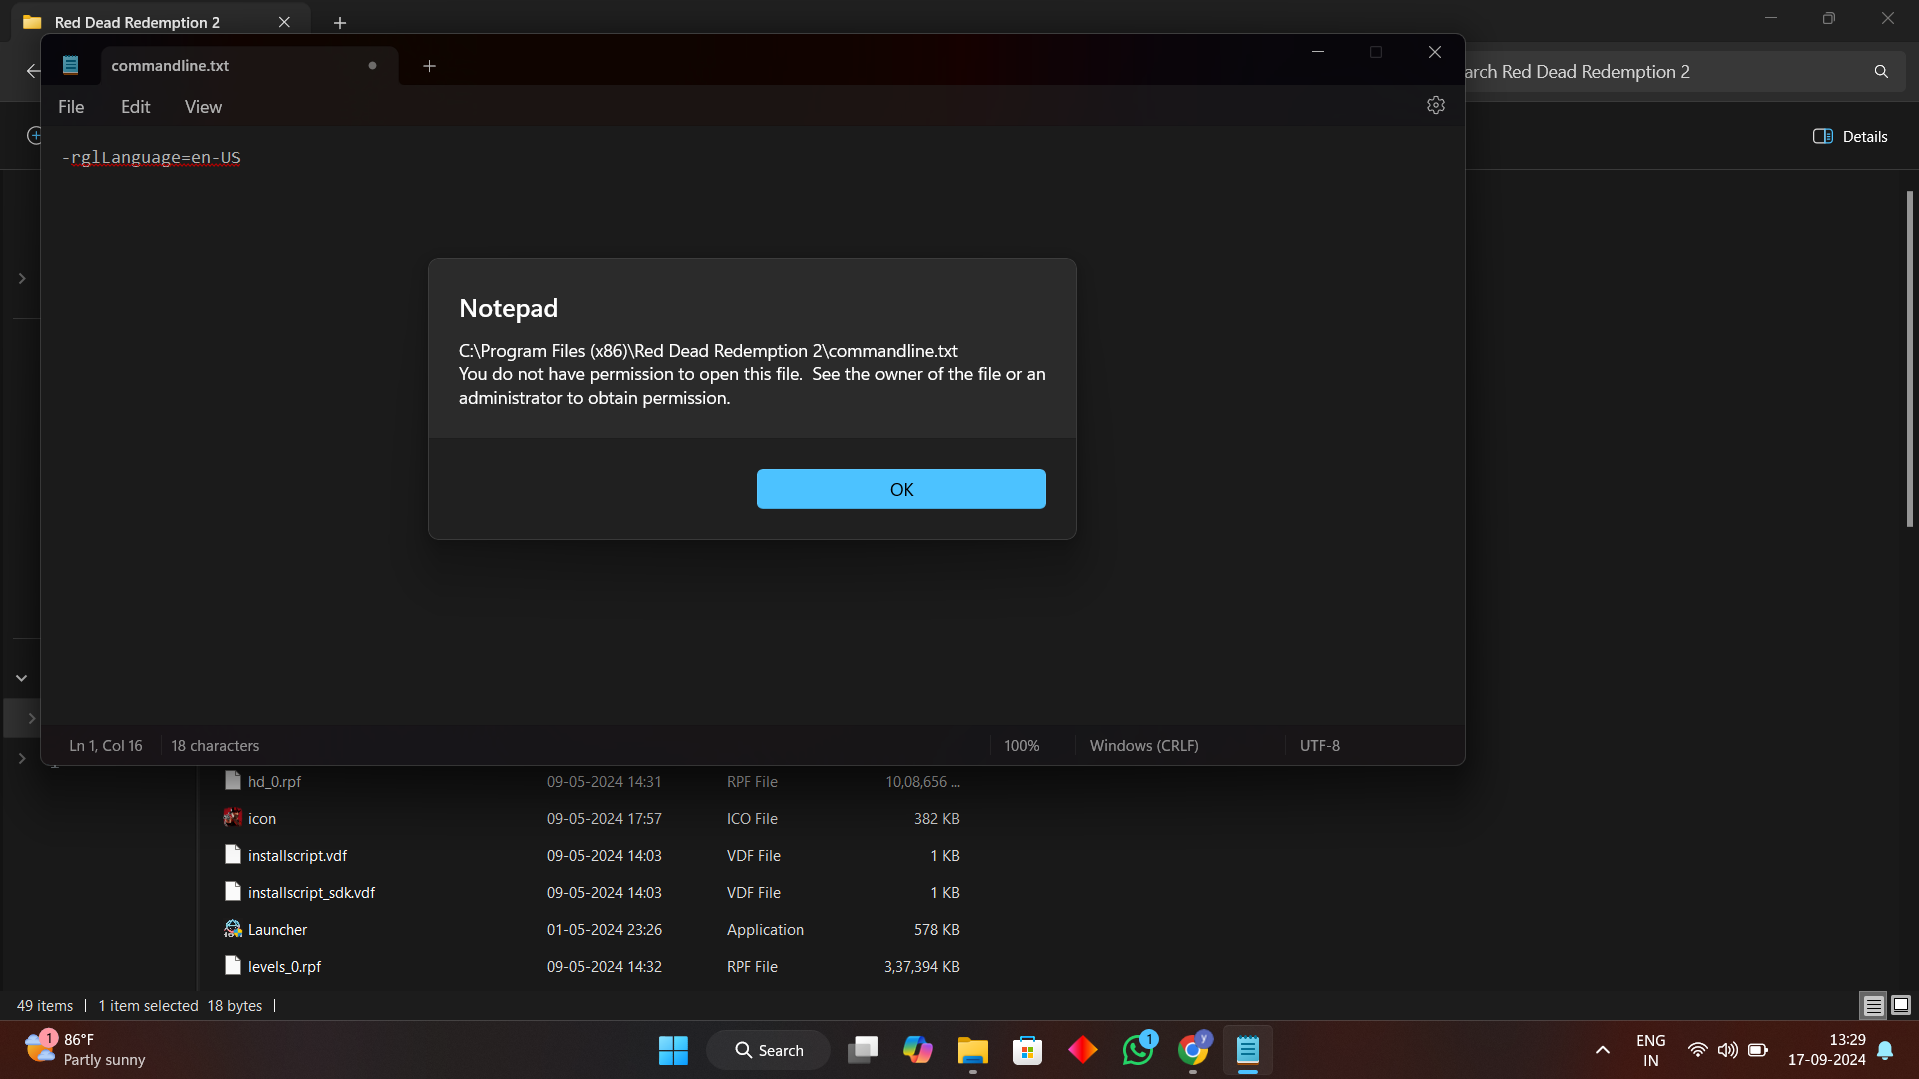 Red Dead Redemption 2
commandline.txt
arch Red Dead Redemption 2
File Edit View
Details
-rglLanguage=en-US
Notepad
C:\Program Files (x86)\Red Dead Redemption 2\commandline.txt
You do not have permission to open this file.  See the owner of the file or an
administrator to obtain permission.
OK
Ln 1, Col 16 18 characters 100% Windows (CRLF) UTF-8
hd_0.rpf 09-05-2024 14:31 RPF File 10,08,656 ...
icon 09-05-2024 17:57 ICO File 382 KB
installscript.vdf 09-05-2024 14:03 VDF File 1 KB
installscript_sdk.vdf 09-05-2024 14:03 VDF File 1 KB
Launcher 01-05-2024 23:26 Application 578 KB
levels_0.rpf 09-05-2024 14:32 RPF File 3,37,394 KB
49 items | 1 item selected 18 bytes |
1 86°F
Partly sunny
Search
1
y
ENG
IN
13:29
17-09-2024